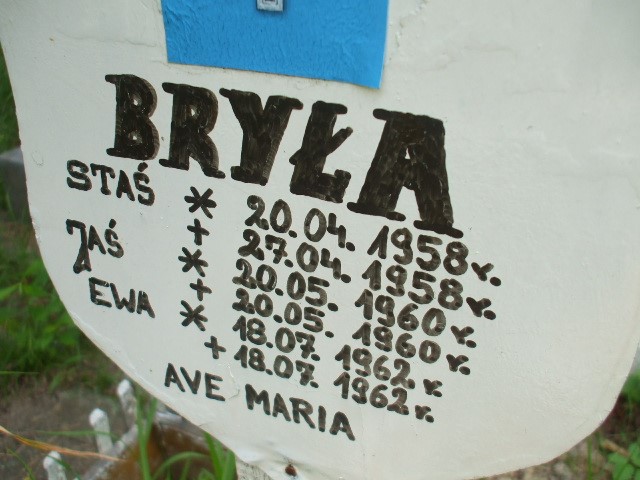 BRYŁA
STAŚ * 20.04. 1958 r.
+ 27.04. 1958 r.
JAŚ * 20.05. 1960 r.
+ 20.05. 1960 r.
EWA * 18.07. 1962 r.
+ 18.07. 1962 r.
AVE MARIA